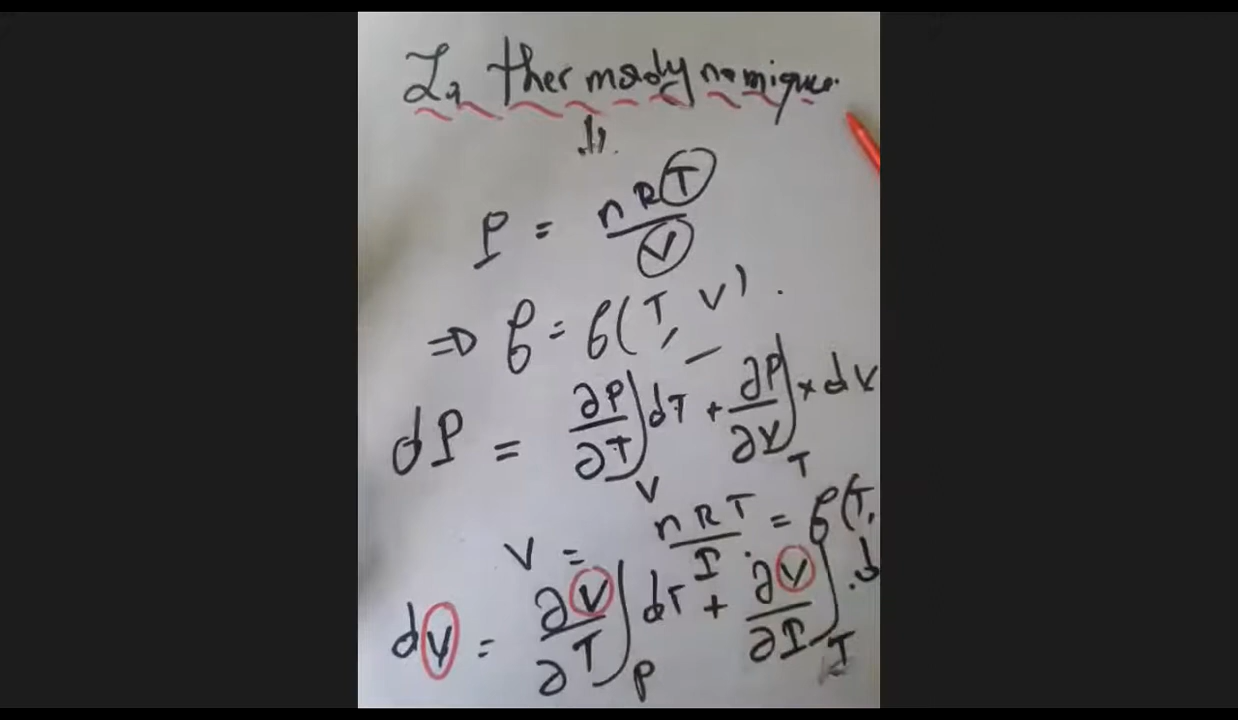 La thermodynamique.
P = nRT / V
⇒ P = f(T, V).
dP = ∂P/∂T)V dT + ∂P/∂V)T × dV
V = nRT / P = f(T,
dV = ∂V/∂T)P dT + ∂V/∂P)T . d